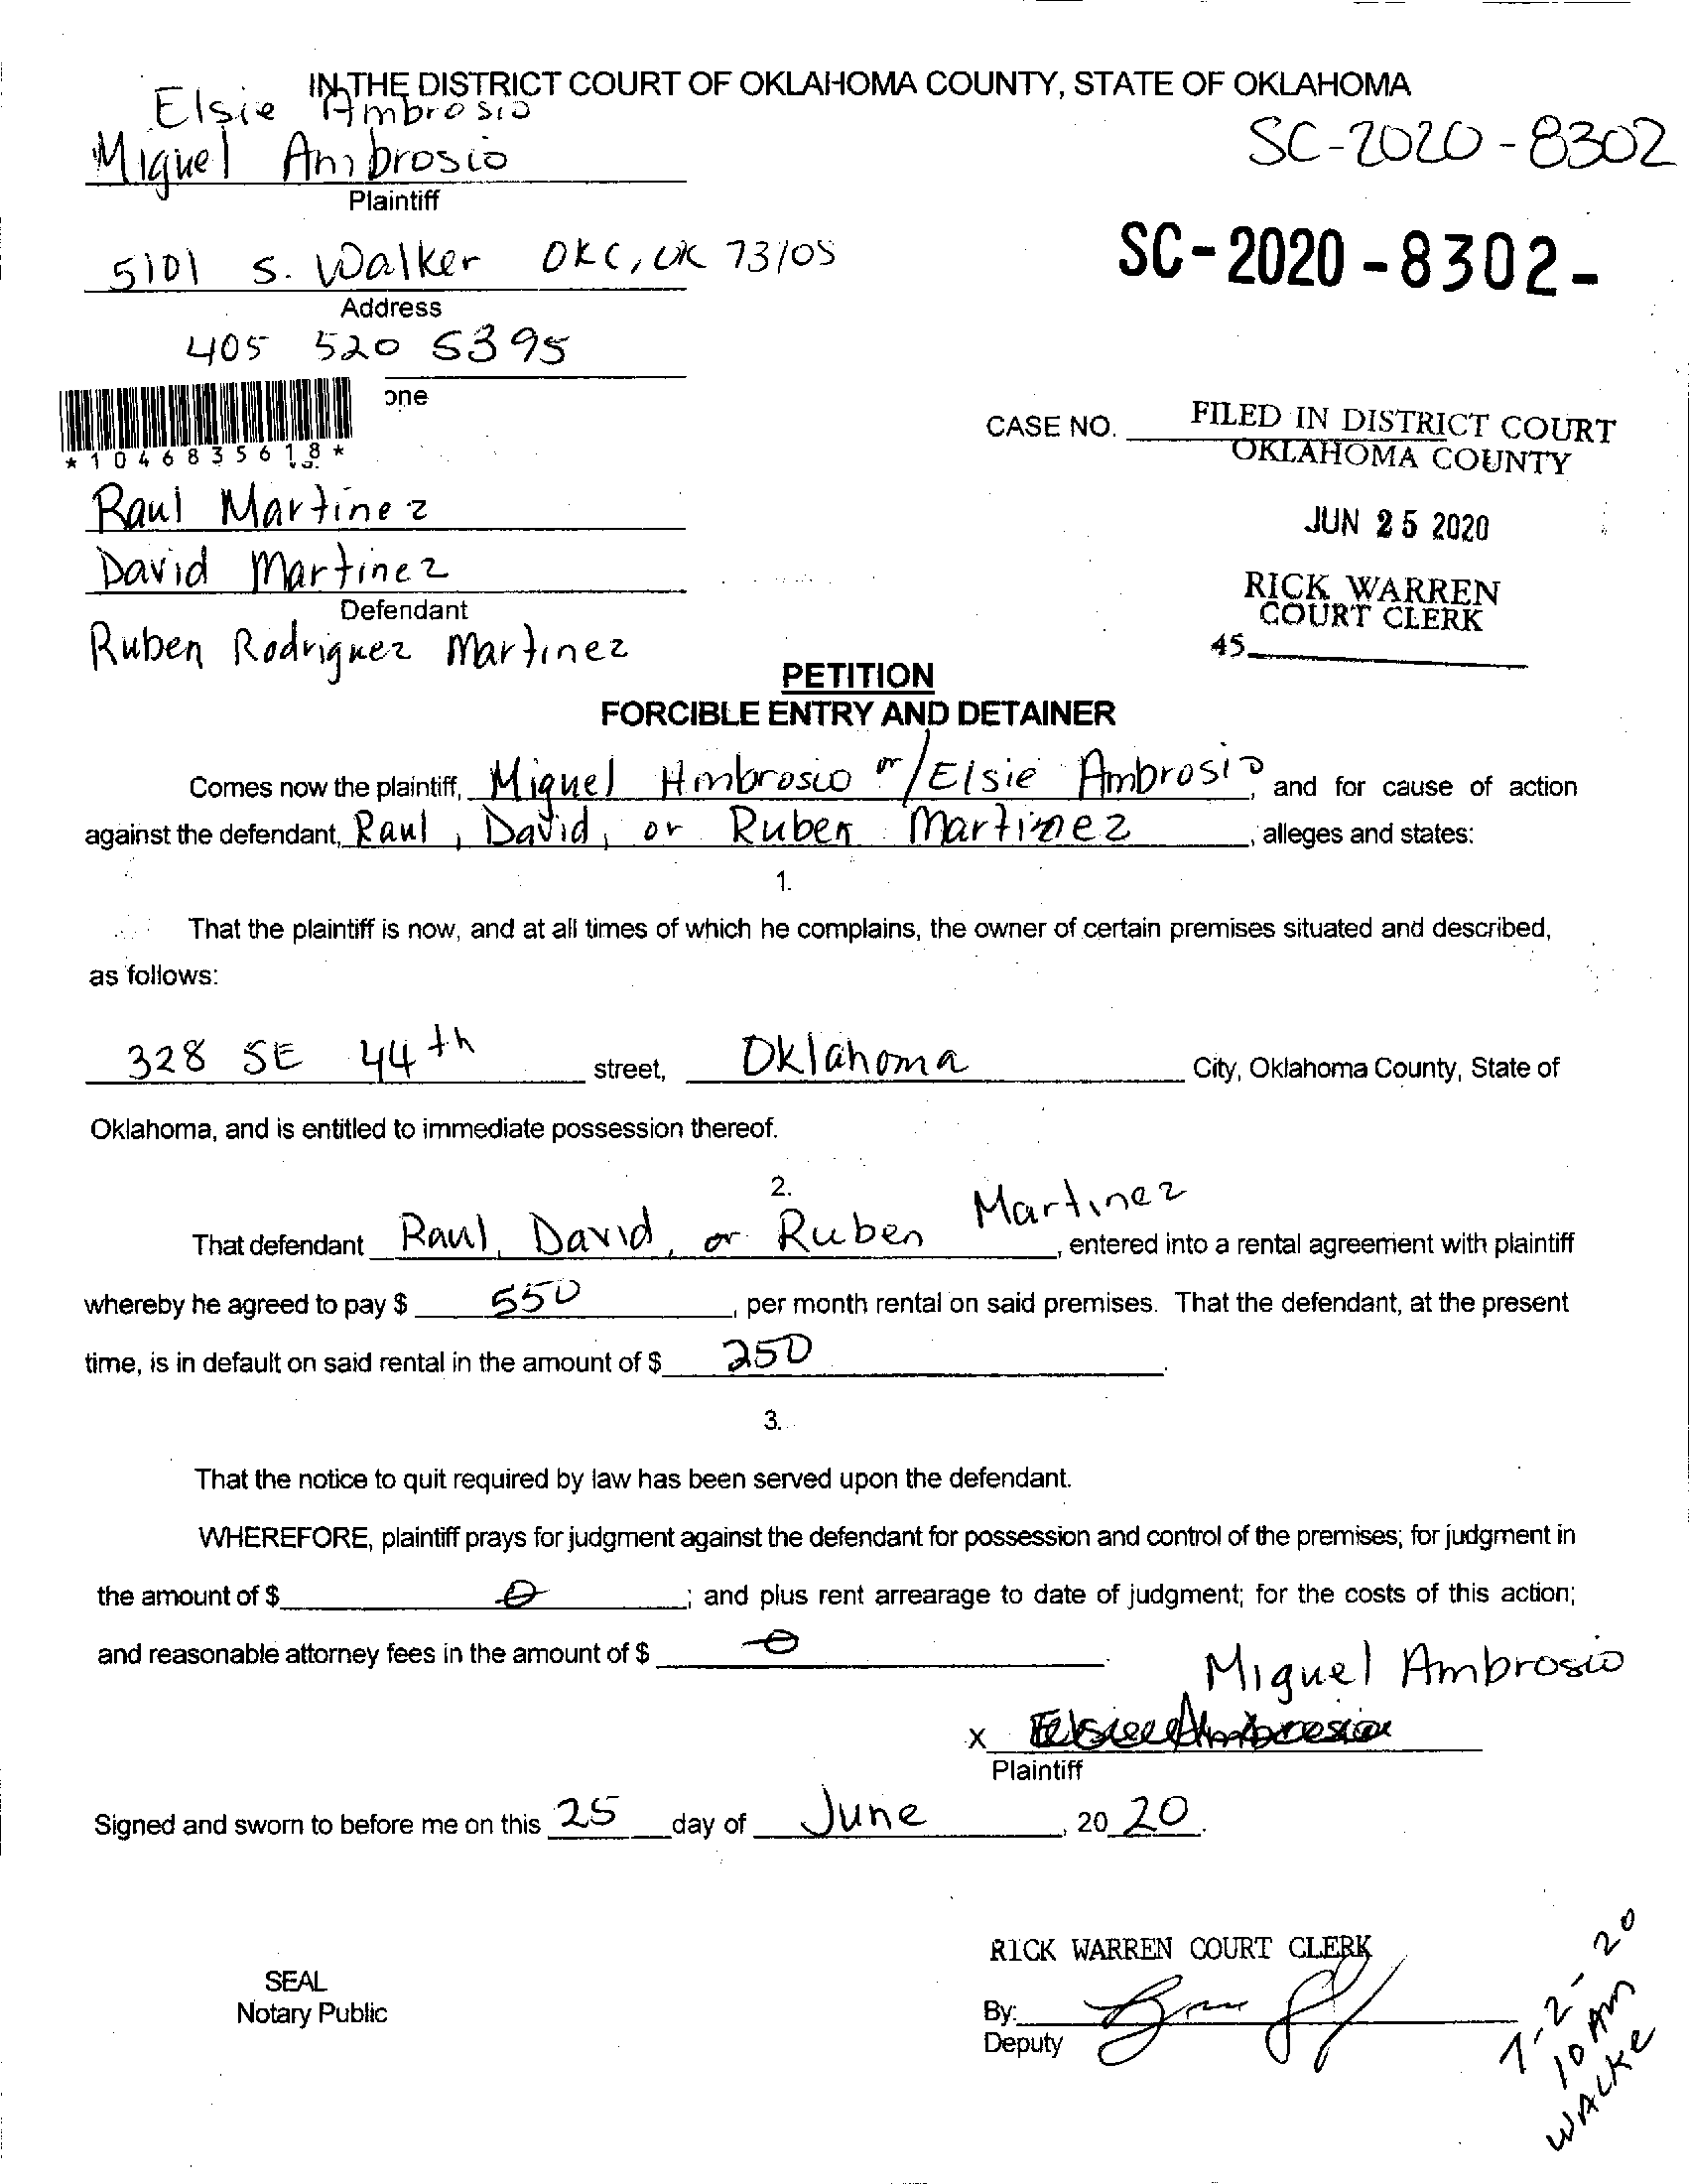 IN THE DISTRICT COURT OF OKLAHOMA COUNTY, STATE OF OKLAHOMA
Elsie Ambrosio
Miguel Ambrosio
Plaintiff
SC-2020-8302
5101 S. Walker OKC, OK 73105
Address
SC-2020-8302-
405 520 5395
one
*1046835618*
CASE NO.
FILED IN DISTRICT COURT
OKLAHOMA COUNTY
JUN 25 2020
RICK WARREN
COURT CLERK
45
Raul Martinez
David Martinez
Defendant
Ruben Rodriguez Martinez
PETITION
FORCIBLE ENTRY AND DETAINER
Comes now the plaintiff, Miguel Ambrosio or/Elsie Ambrosio, and for cause of action
against the defendant, Raul, David, or Ruben Martinez, alleges and states:
1.
That the plaintiff is now, and at all times of which he complains, the owner of certain premises situated and described,
as follows:
328 SE 44th street, Oklahoma City, Oklahoma County, State of
Oklahoma, and is entitled to immediate possession thereof.
2.
That defendant Raul, David, or Ruben Martinez, entered into a rental agreement with plaintiff
whereby he agreed to pay $ 550, per month rental on said premises. That the defendant, at the present
time, is in default on said rental in the amount of $ 250.
3.
That the notice to quit required by law has been served upon the defendant.
WHEREFORE, plaintiff prays for judgment against the defendant for possession and control of the premises; for judgment in
the amount of $ 0; and plus rent arrearage to date of judgment; for the costs of this action;
and reasonable attorney fees in the amount of $ 0.
Miguel Ambrosio
X
Plaintiff
Signed and sworn to before me on this 25 day of June, 20 20.
RICK WARREN COURT CLERK
SEAL
Notary Public
By:
Deputy
7-2-20
10 AM
WALKE